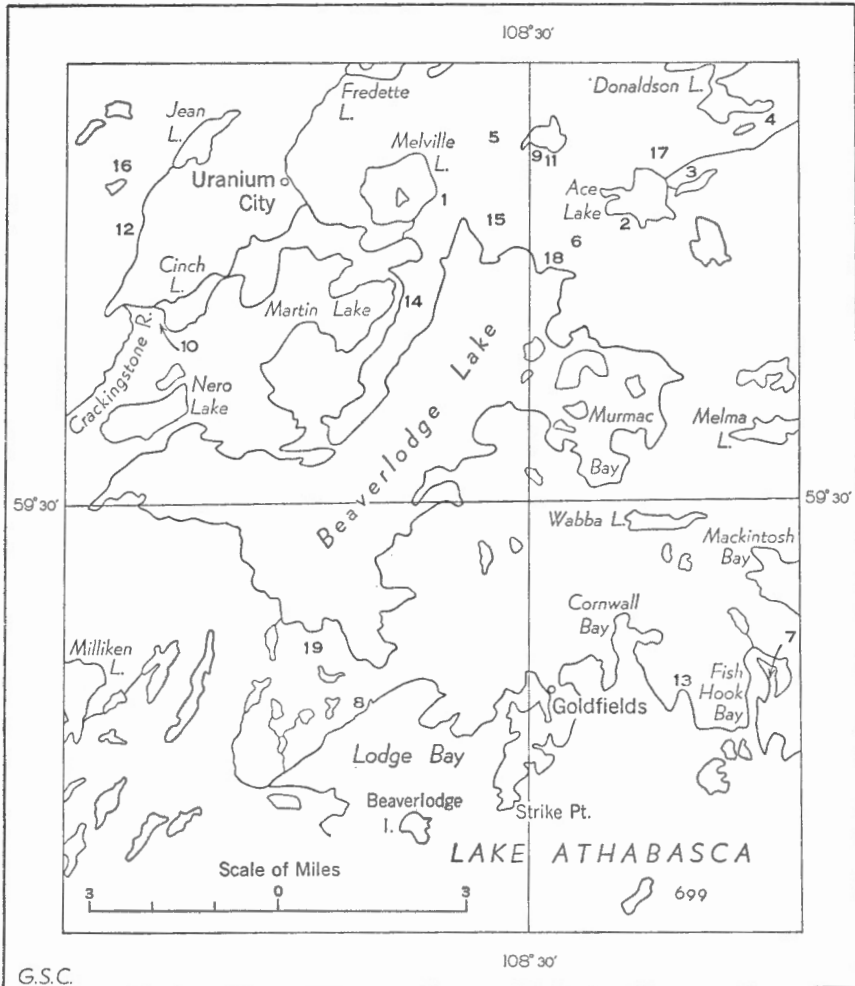 108° 30'
Donaldson L.
Fredette
L.
Jean
L.
4
5
Melville
L.
9 11
17
16
3
Uranium
City
Ace
Lake
1
2
12
15
6
18
Cinch
L.
Martin Lake
14
10
Crackingstone R.
Nero
Lake
Beaverlodge Lake
Murmac
Bay
Melma
L.
59° 30'
59° 30'
Wabba L.
Mackintosh
Bay
Cornwall
Bay
Milliken
L.
19
7
13
Fish
Hook
Bay
8
Goldfields
Lodge Bay
Beaverlodge
I.
Strike Pt.
LAKE ATHABASCA
Scale of Miles
3 0 3
699
108° 30'
G.S.C.